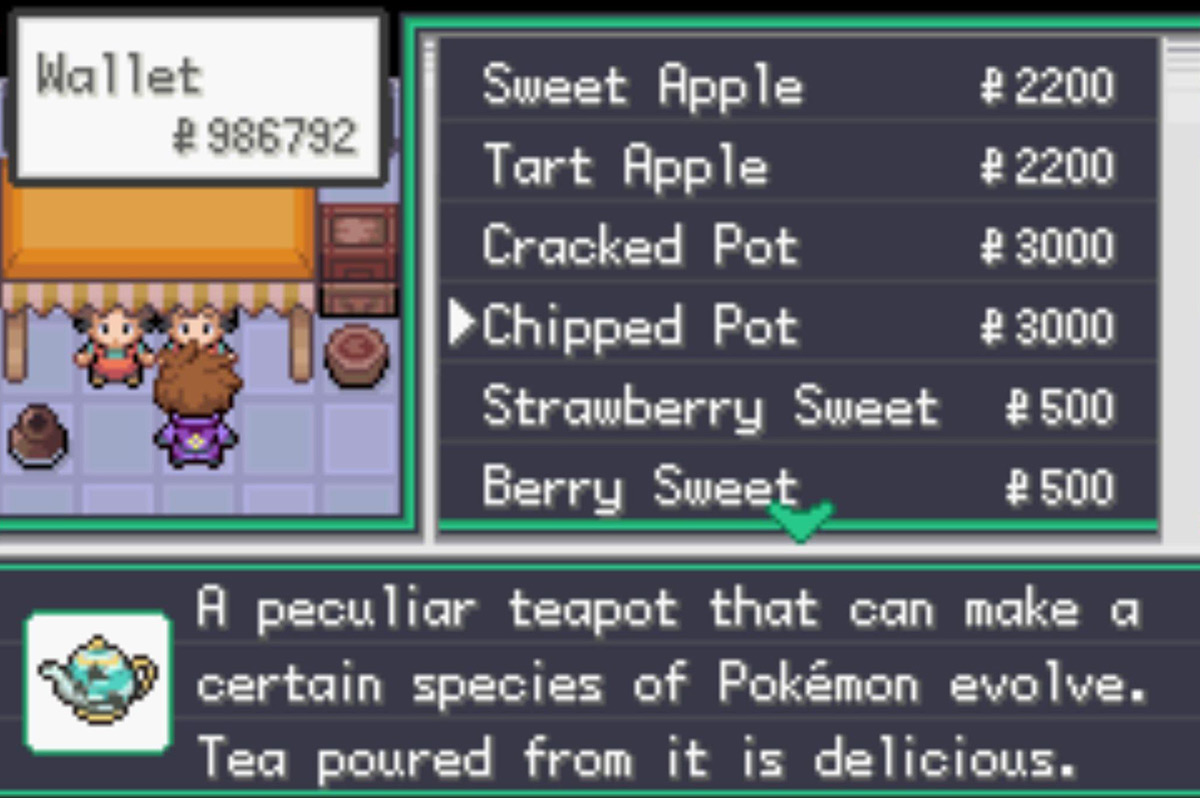 Wallet
₽986792
Sweet Apple ₽2200
Tart Apple ₽2200
Cracked Pot ₽3000
Chipped Pot ₽3000
Strawberry Sweet ₽500
Berry Sweet ₽500
A peculiar teapot that can make a
certain species of Pokémon evolve.
Tea poured from it is delicious.